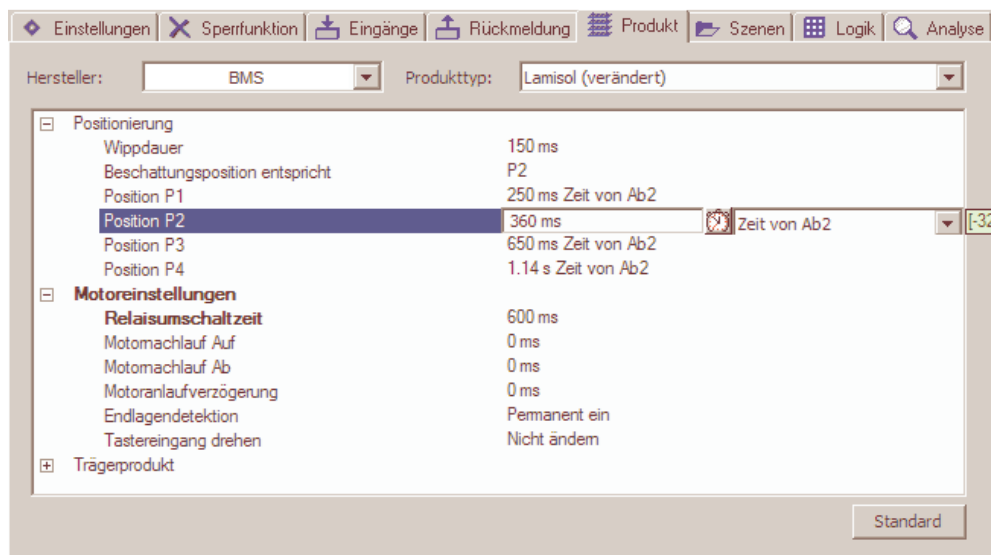 Einstellungen Sperrfunktion Eingänge Rückmeldung Produkt Szenen Logik Analyse
Hersteller: BMS Produkttyp: Lamisol (verändert)
Positionierung
Wippdauer 150 ms
Beschattungsposition entspricht P2
Position P1 250 ms Zeit von Ab2
Position P2 360 ms Zeit von Ab2 [-32
Position P3 650 ms Zeit von Ab2
Position P4 1.14 s Zeit von Ab2
Motoreinstellungen
Relaisumschaltzeit 600 ms
Motornachlauf Auf 0 ms
Motornachlauf Ab 0 ms
Motoranlaufverzögerung 0 ms
Endlagendetektion Permanent ein
Tastereingang drehen Nicht ändern
Trägerprodukt
Standard